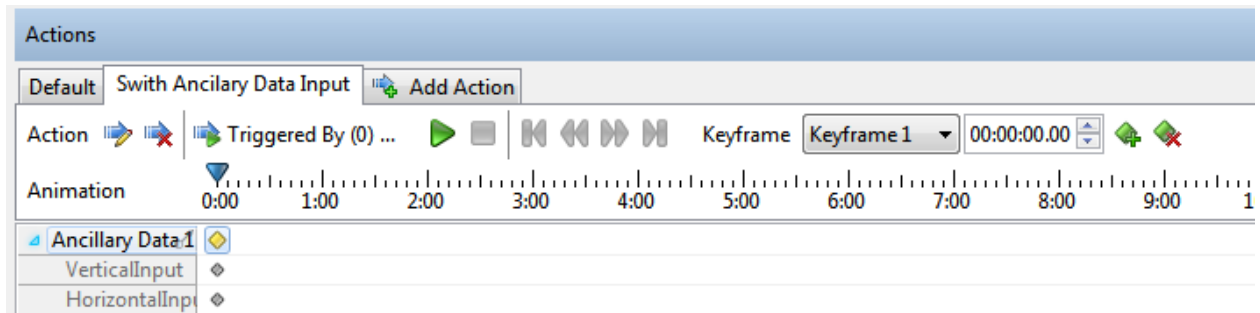 Actions
Default Swith Ancilary Data Input Add Action
Action Triggered By (0) ... Keyframe Keyframe 1 00:00:00.00
Animation 0:00 1:00 2:00 3:00 4:00 5:00 6:00 7:00 8:00 9:00 1
Ancillary Data 1
VerticalInput
HorizontalInpu